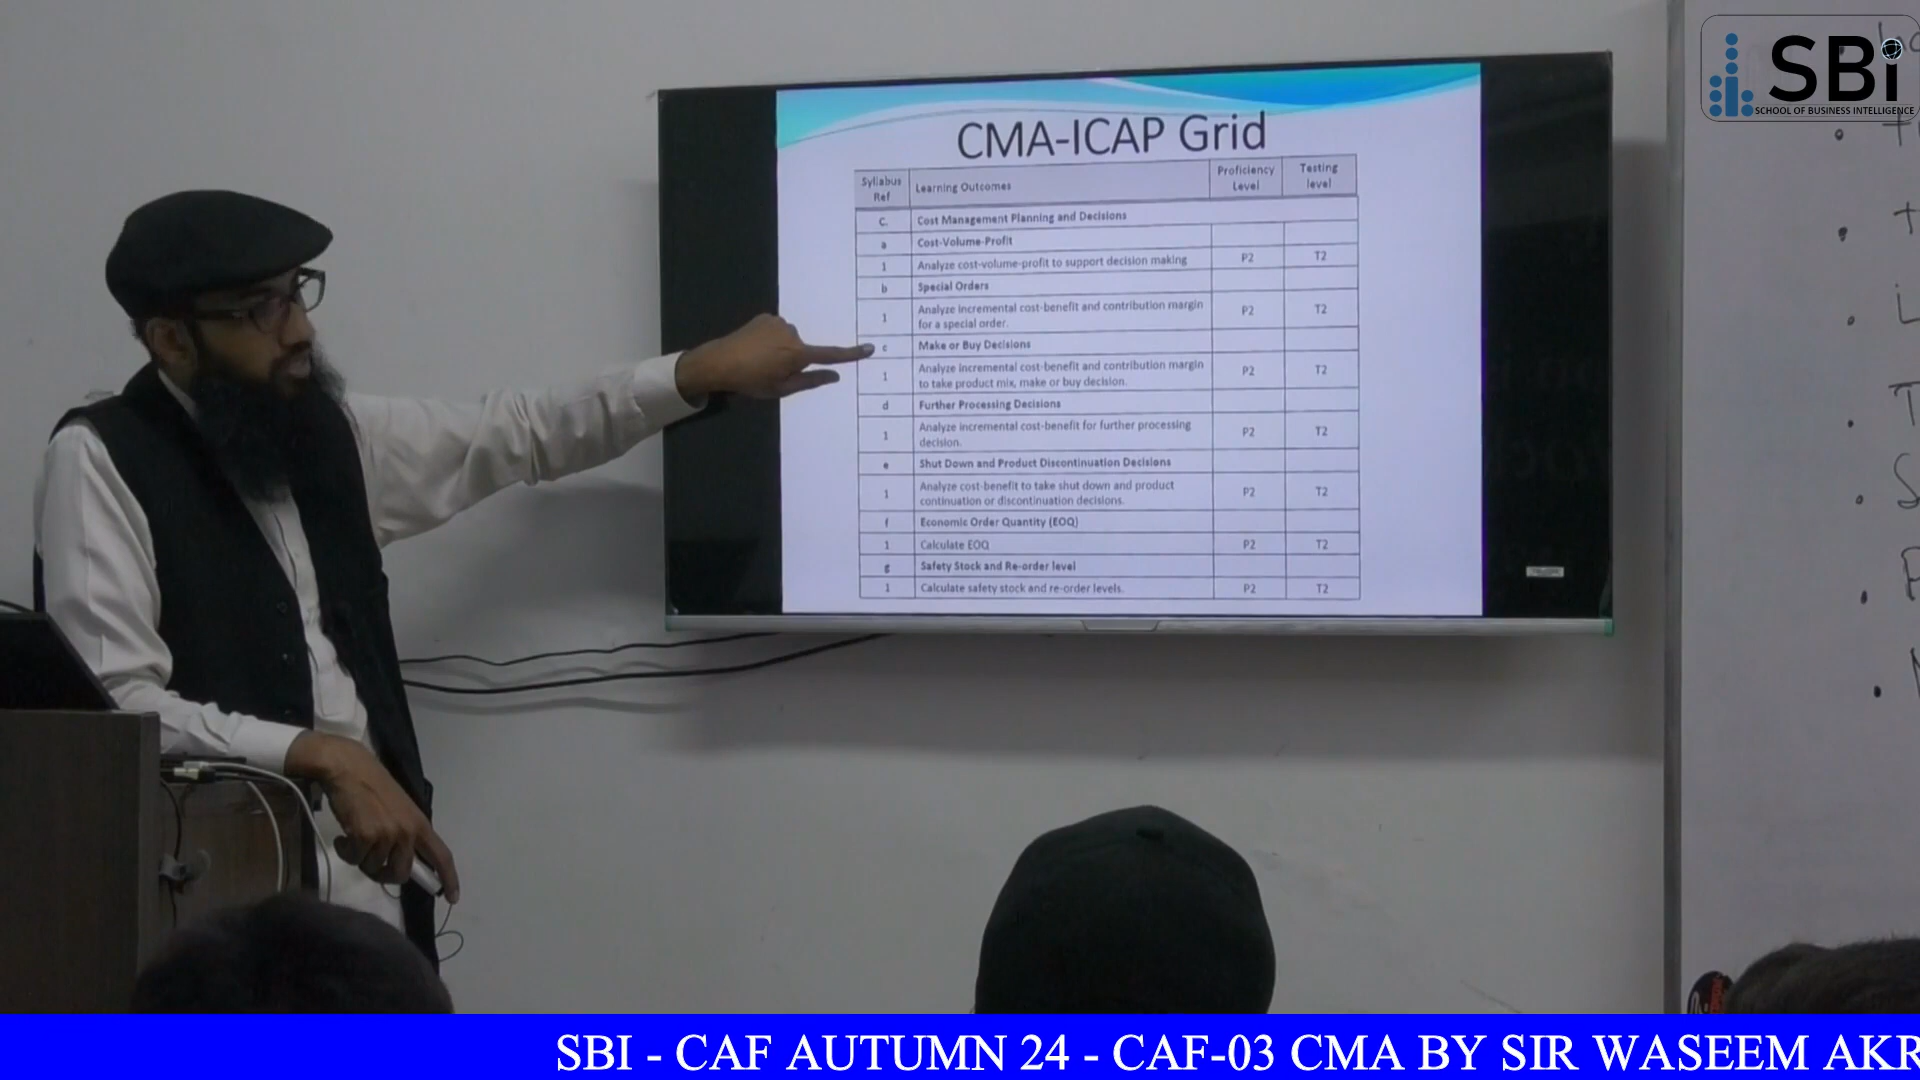 SBi
SCHOOL OF BUSINESS INTELLIGENCE
CMA-ICAP Grid
Syllabus Ref Learning Outcomes Proficiency Level Testing level
C. Cost Management Planning and Decisions
a Cost-Volume-Profit
1 Analyze cost-volume-profit to support decision making P2 T2
b Special Orders
1 Analyze incremental cost-benefit and contribution margin
for a special order. P2 T2
c Make or Buy Decisions
1 Analyze incremental cost-benefit and contribution margin
to take product mix, make or buy decision. P2 T2
d Further Processing Decisions
1 Analyze incremental cost-benefit for further processing
decision. P2 T2
e Shut Down and Product Discontinuation Decisions
1 Analyze cost-benefit to take shut down and product
continuation or discontinuation decisions. P2 T2
f Economic Order Quantity (EOQ)
1 Calculate EOQ P2 T2
g Safety Stock and Re-order level
1 Calculate safety stock and re-order levels. P2 T2
SBI - CAF AUTUMN 24 - CAF-03 CMA BY SIR WASEEM AKR